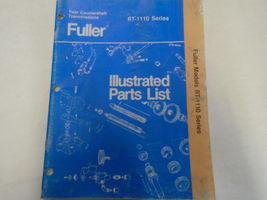 Twin Countershaft
Transmissions
RT-1110 Series
Fuller
Illustrated
Parts List
Fuller Models RT-1110 Series